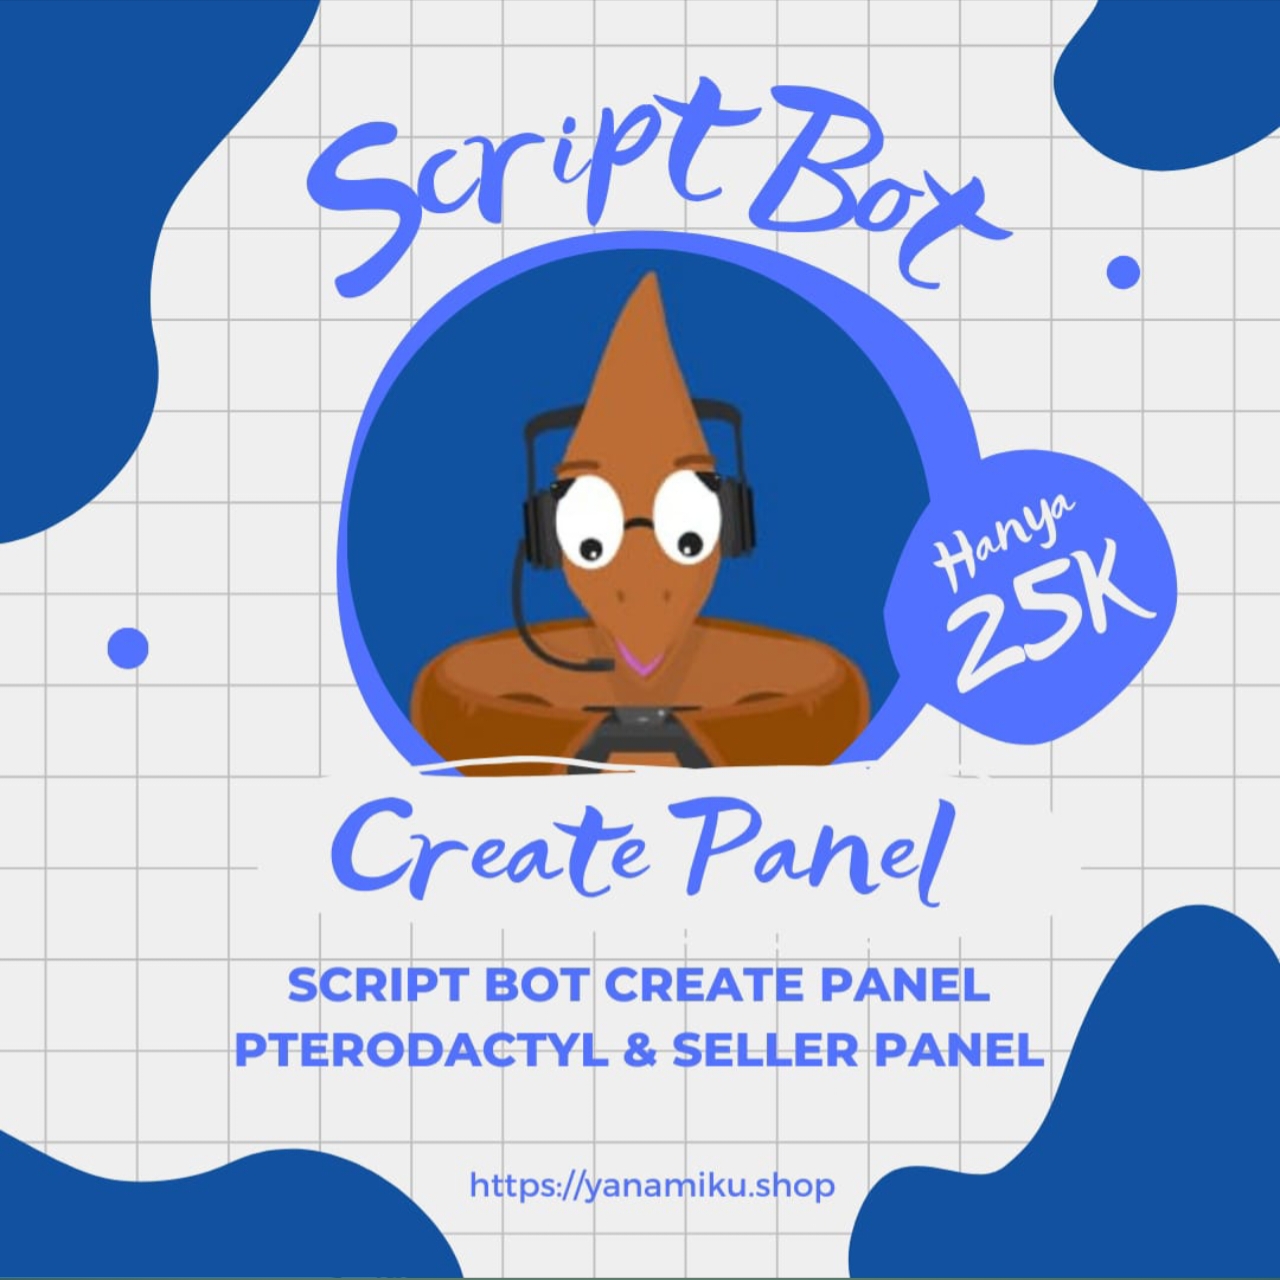 Script Bot
Hanya
25K
Create Panel
SCRIPT BOT CREATE PANEL
PTERODACTYL & SELLER PANEL
https://yanamiku.shop